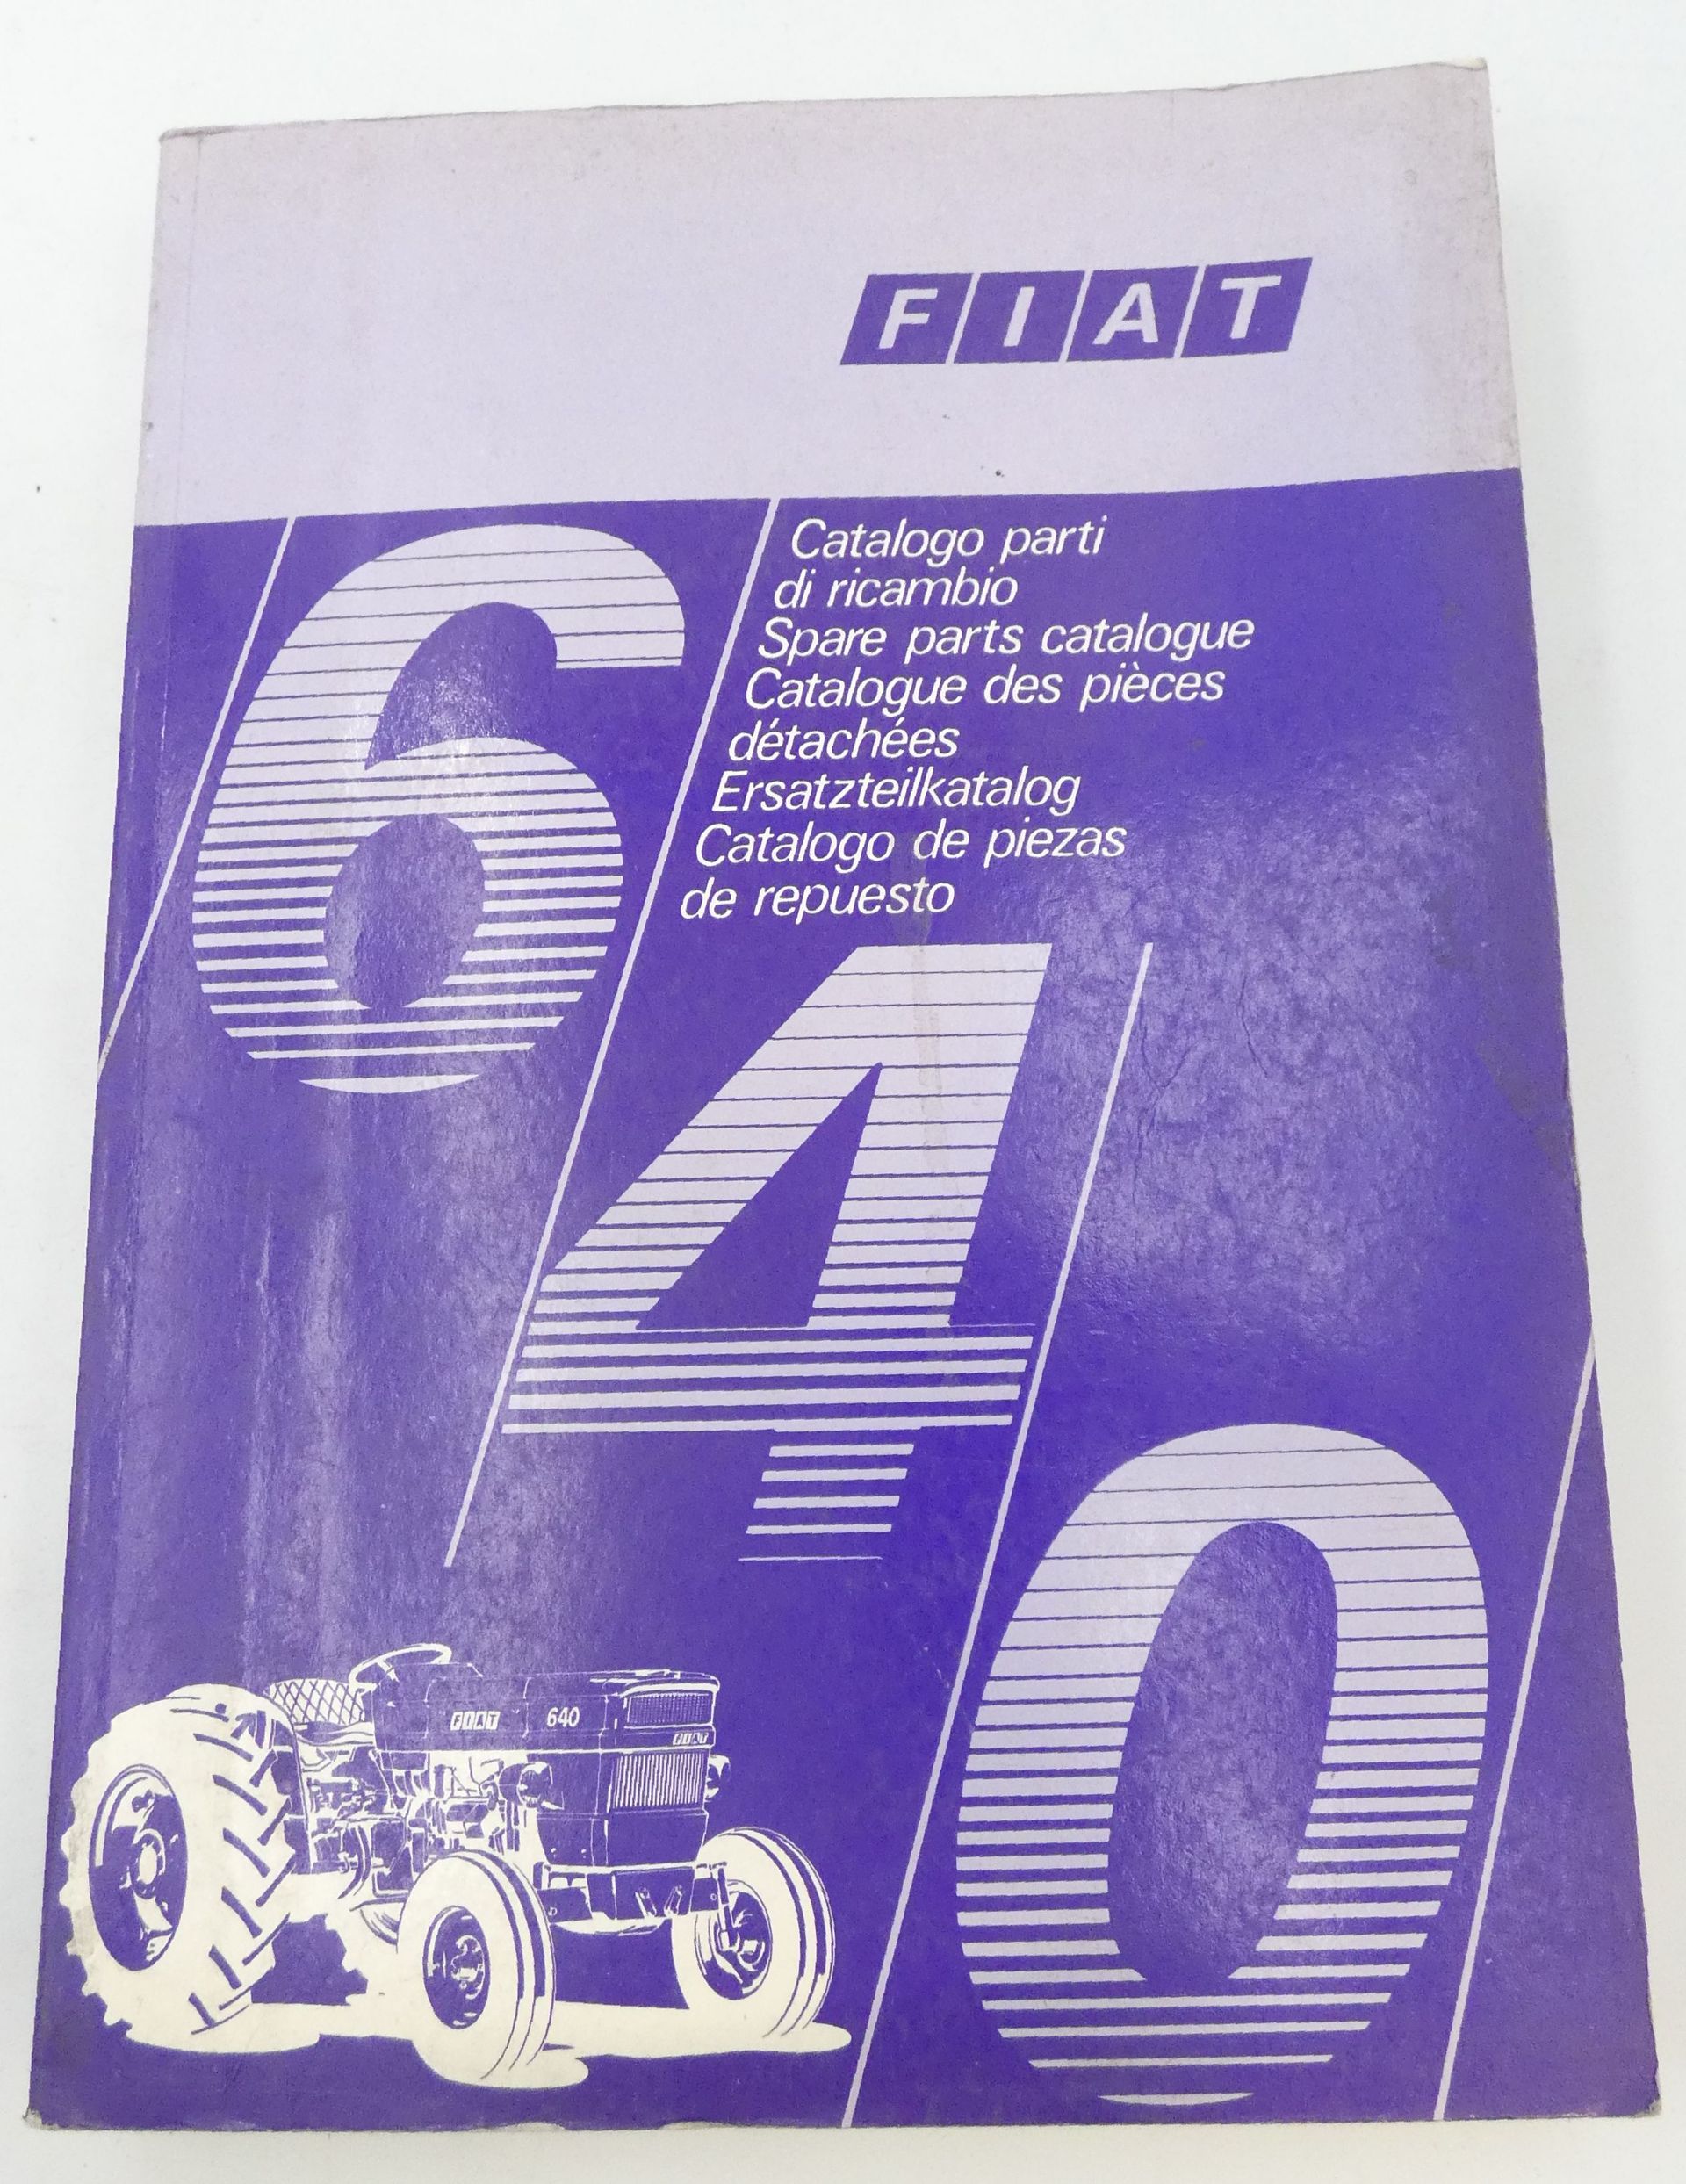 FIAT
Catalogo parti
di ricambio
Spare parts catalogue
Catalogue des pièces
détachées
Ersatzteilkatalog
Catalogo de piezas
de repuesto
640
FIAT 640
FIAT